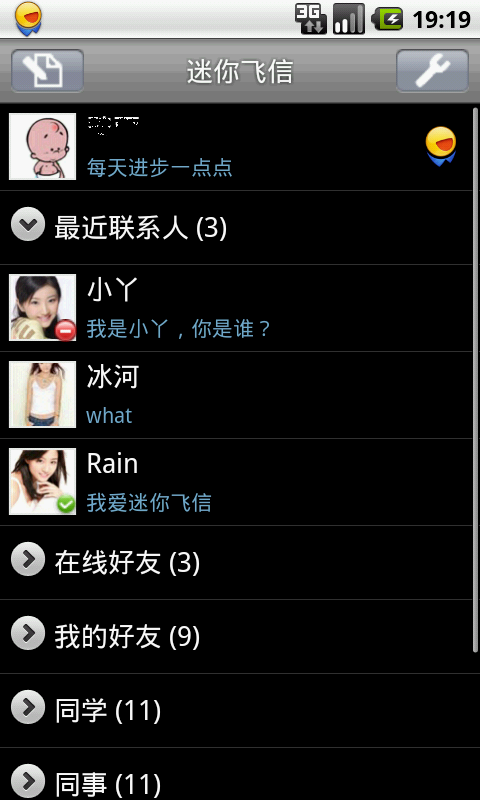 3G
19:19
迷你飞信
每天进步一点点
最近联系人 (3)
小丫
我是小丫，你是谁？
冰河
what
Rain
我爱迷你飞信
在线好友 (3)
我的好友 (9)
同学 (11)
同事 (11)